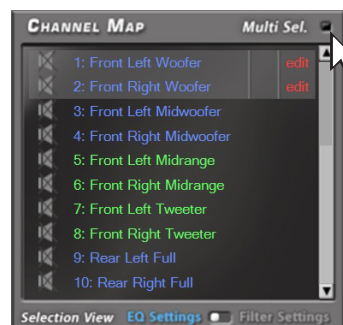 CHANNEL MAP Multi Sel.
1: Front Left Woofer edit
2: Front Right Woofer edit
3: Front Left Midwoofer
4: Front Right Midwoofer
5: Front Left Midrange
6: Front Right Midrange
7: Front Left Tweeter
8: Front Right Tweeter
9: Rear Left Full
10: Rear Right Full
Selection View EQ Settings Filter Settings